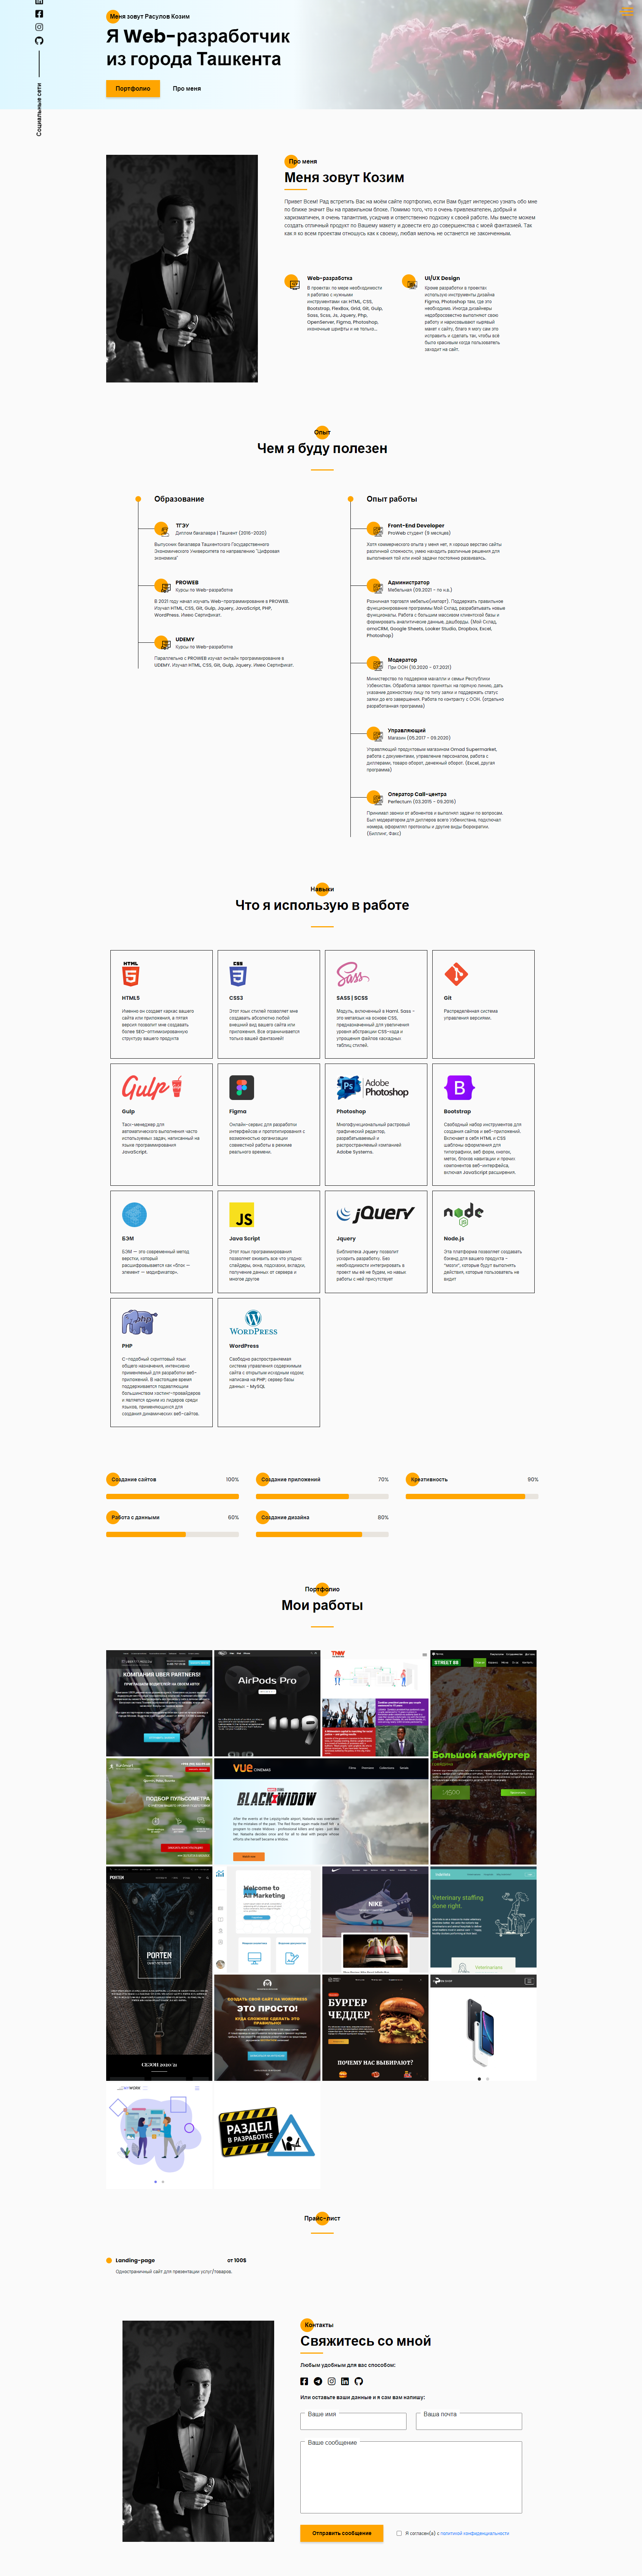 Меня зовут Расулов Козим
Я Web-разработчик
из города Ташкента
Портфолио
Про меня
Социальные сети
Про меня
Меня зовут Козим
Привет Всем! Рад встретить Вас на моём сайте портфолио, если Вам будет интересно узнать обо мне
по ближе значит Вы на правильном блоке. Помимо того, что я очень привлекателен, добрый и
харизматичен, я очень талантлив, усидчив и ответственно подхожу к своей работе. Мы вместе можем
создать отличный продукт по Вашему макету и довести его до совершенства с моей фантазией. Так
как я ко всем проектам отношусь как к своему, любая мелочь не останется не законченным.
Web-разработка
В проектах по мере необходимости
я работаю с нужными
инструментами как HTML, CSS,
Bootstrap, FlexBox, Grid, Git, Gulp,
Sass, Scss, Js, Jquery, Php,
OpenServer, Figma, Photoshop,
иконочные шрифты и не только...
UI/UX Design
Кроме разработки в проектах
использую инструменты дизайна
Figma, Photoshop там, где это
необходимо. Иногда дизайнеры
недобросовестно выполняют свою
работу и нарисовывают сырявый
макет к сайту, благо я могу сам это
исправить и сделать так, чтобы всё
было красивым когда пользователь
заходит на сайт.
Опыт
Чем я буду полезен
Образование
ТГЭУ
Диплом бакалавра | Ташкент (2016-2020)
Выпускник бакалавра Ташкентского Государственного
Экономического Университета по направлению "Цифровая
экономика"
PROWEB
Курсы по Web-разработке
В 2021 году начал изучать Web-программирование в PROWEB.
Изучал HTML, CSS, Git, Gulp, Jquery, JavaScript, PHP,
WordPress. Имею Сертификат.
UDEMY
Курсы по Web-разработке
Параллельно с PROWEB изучал онлайн программирование в
UDEMY. Изучал HTML, CSS, Git, Gulp, Jquery. Имею Сертификат.
Опыт работы
Front-End Developer
ProWeb студент (9 месяцев)
Хотя коммерческого опыта у меня нет, я хорошо верстаю сайты
различной сложности, умею находить различные решения для
выполнения той или иной задачи постоянно развиваясь.
Администратор
Мебельная (09.2021 - по н.в.)
Розничная торговля мебелью(импорт). Поддержать правильное
функционирование программы Мой Склад, разрабатывать новые
функционалы. Работа с большим массивом клиентской базы и
формировать аналитические данные, дашборды. (Мой Склад,
amoCRM, Google Sheets, Looker Studio, Dropbox, Excel,
Photoshop)
Модератор
При ООН (10.2020 - 07.2021)
Министерство по поддержке махалли и семьи Республики
Узбекистан. Обработка заявок принятых на горячую линию, дать
указание должностному лицу по типу заявки и поддержать статус
заявки до его завершения. Работа по контракту с ООН. (отдельно
разработанная программа)
Управляющий
Магазин (05.2017 - 09.2020)
Управляющий продуктовым магазином Omad Supermarket,
работа с документами, управление персоналом, работа с
диллерами, товаро оборот, денежный оборот. (Excel, другая
программа)
Оператор Call-центра
Perfectum (03.2015 - 09.2016)
Принимал звонки от абонентов и выполнял задачи по вопросам.
Был модератором для диллеров всего Узбекистана, подключал
номера, оформлял протоколы и другие виды бюрократии.
(Биллинг, Факс)
Навыки
Что я использую в работе
HTML5
Именно он создает каркас вашего
сайта или приложения, а пятая
версия позволит мне создавать
более SEO-оптимизированную
структуру вашего продукта
CSS3
Этот язык стилей позволяет мне
создавать абсолютно любой
внешний вид вашего сайта или
приложения. Все ограничивается
только вашей фантазией!
SASS | SCSS
Модуль, включенный в Haml. Sass -
это метаязык на основе CSS,
предназначенный для увеличения
уровня абстракции CSS-кода и
упрощения файлов каскадных
таблиц стилей.
Git
Распределённая система
управления версиями.
Gulp
Таск-менеджер для
автоматического выполнения часто
используемых задач, написанный на
языке программирования
JavaScript.
Figma
Онлайн-сервис для разработки
интерфейсов и прототипирования с
возможностью организации
совместной работы в режиме
реального времени.
Adobe
Photoshop
Photoshop
Многофункциональный растровый
графический редактор,
разрабатываемый и
распространяемый компанией
Adobe Systems.
Bootstrap
Свободный набор инструментов для
создания сайтов и веб-приложений.
Включает в себя HTML и CSS
шаблоны оформления для
типографики, веб форм, кнопок,
меток, блоков навигации и прочих
компонентов веб-интерфейса,
включая JavaScript расширения.
БЭМ
БЭМ — это современный метод
верстки, который
расшифровывается как «блок —
элемент — модификатор».
Java Script
Этот язык программирования
позволяет оживить все что угодно:
слайдеры, окна, подсказки, вкладки,
получение данных от сервера и
многое другое
Jquery
Библиотека Jquery позволит
ускорить разработку. Без
необходимости интегрировать в
проект мы её не будем, но навык
работы с ней присутствует
Node.js
Эта платформа позволяет создавать
бэкенд для вашего продукта -
"мозги", которые будут выполнять
действия, которые пользователь не
видит
PHP
C-подобный скриптовый язык
общего назначения, интенсивно
применяемый для разработки веб-
приложений. В настоящее время
поддерживается подавляющим
большинством хостинг-провайдеров
и является одним из лидеров среди
языков, применяющихся для
создания динамических веб-сайтов.
WordPress
Свободно распространяемая
система управления содержимым
сайта с открытым исходным кодом;
написана на PHP; сервер базы
данных - MySQL
Создание сайтов 100%
Создание приложений 70%
Креативность 90%
Работа с данными 60%
Создание дизайна 80%
Портфолио
Мои работы
КОМПАНИЯ UBER PARTNERS!
AirPods Pro
STREET 88
Большой гамбургер
ПОДБОР ПУЛЬСОМЕТРА
VUE CINEMAS
BLACK WIDOW
PORTEN
Welcome to
All Marketing
NIKE
Veterinary staffing
done right.
СОЗДАТЬ СВОЙ САЙТ НА WORDPRESS
ЭТО ПРОСТО!
БУРГЕР
ЧЕДДЕР
ПОЧЕМУ НАС ВЫБИРАЮТ?
СЕЗОН 2020/21
РАЗДЕЛ
В РАЗРАБОТКЕ
Прайс-лист
Landing-page от 100$
Одностраничный сайт для презентации услуг/товаров.
Контакты
Свяжитесь со мной
Любым удобным для вас способом:
Или оставьте ваши данные и я сам вам напишу:
Ваше имя
Ваша почта
Ваше сообщение
Отправить сообщение
Я согласен(а) с политикой конфиденциальности